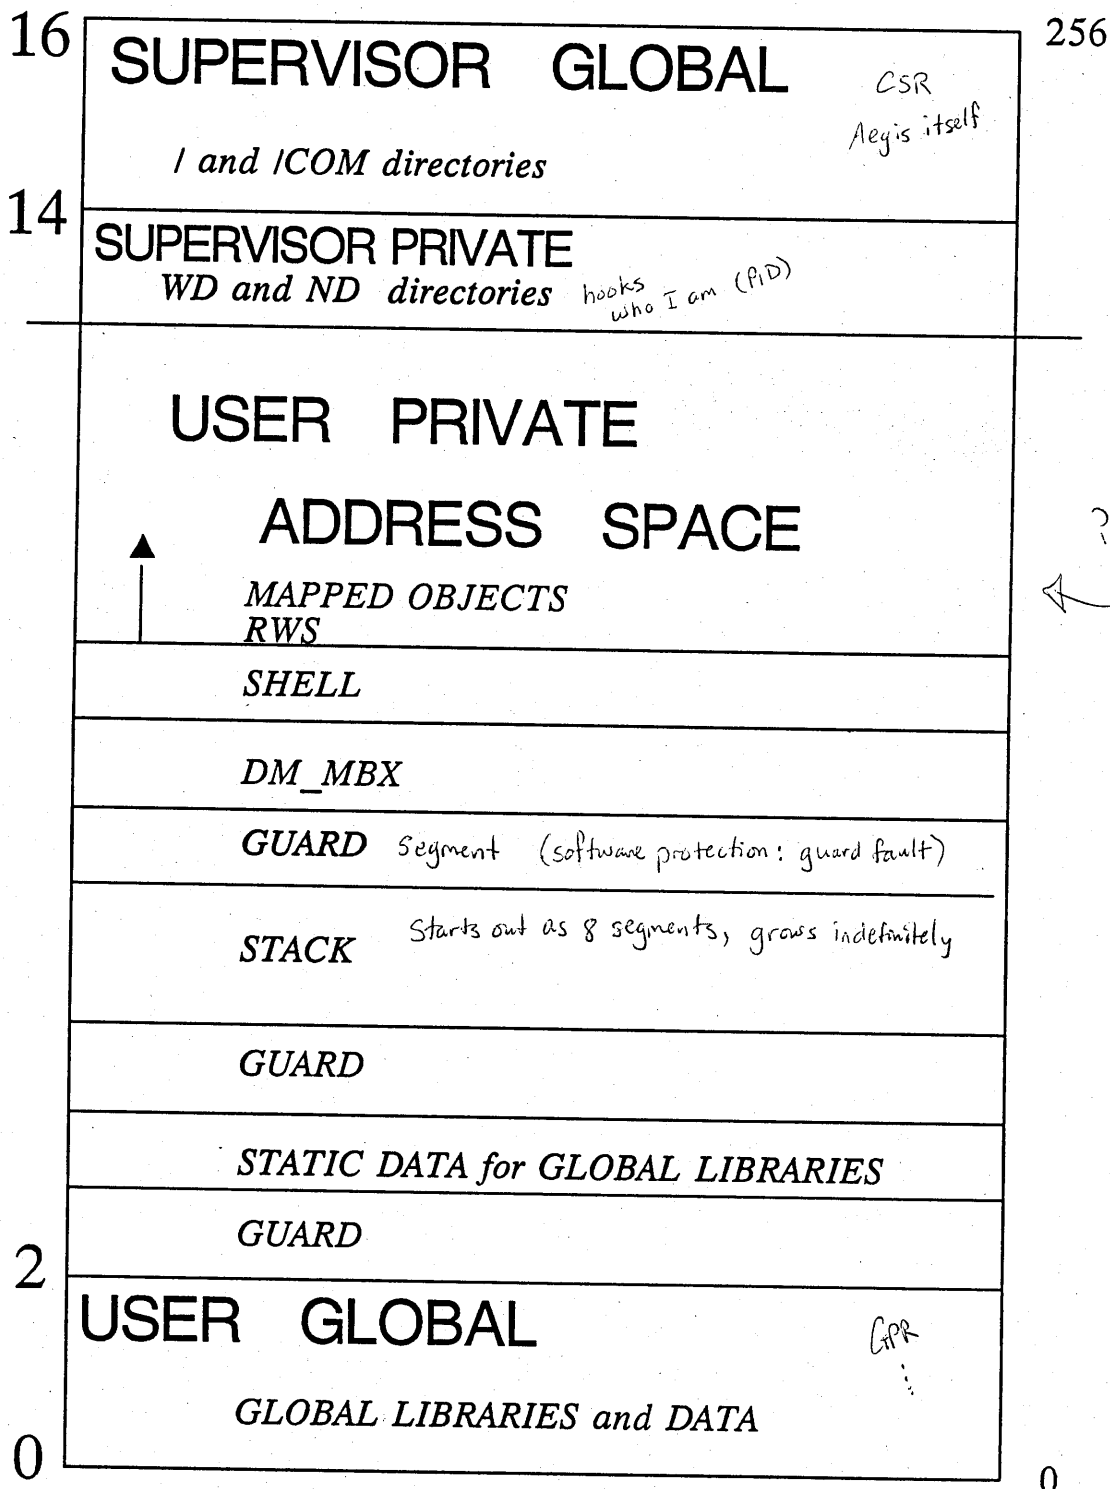 16
256
SUPERVISOR GLOBAL
CSR
Aegis itself
/ and /COM directories
14
SUPERVISOR PRIVATE
WD and ND directories hooks
who I am (PID)
USER PRIVATE
ADDRESS SPACE
?
MAPPED OBJECTS
RWS
SHELL
DM_MBX
GUARD Segment (software protection: guard fault)
STACK Starts out as 8 segments, grows indefinitely
GUARD
STATIC DATA for GLOBAL LIBRARIES
GUARD
2
USER GLOBAL
GPR
GLOBAL LIBRARIES and DATA
0
0